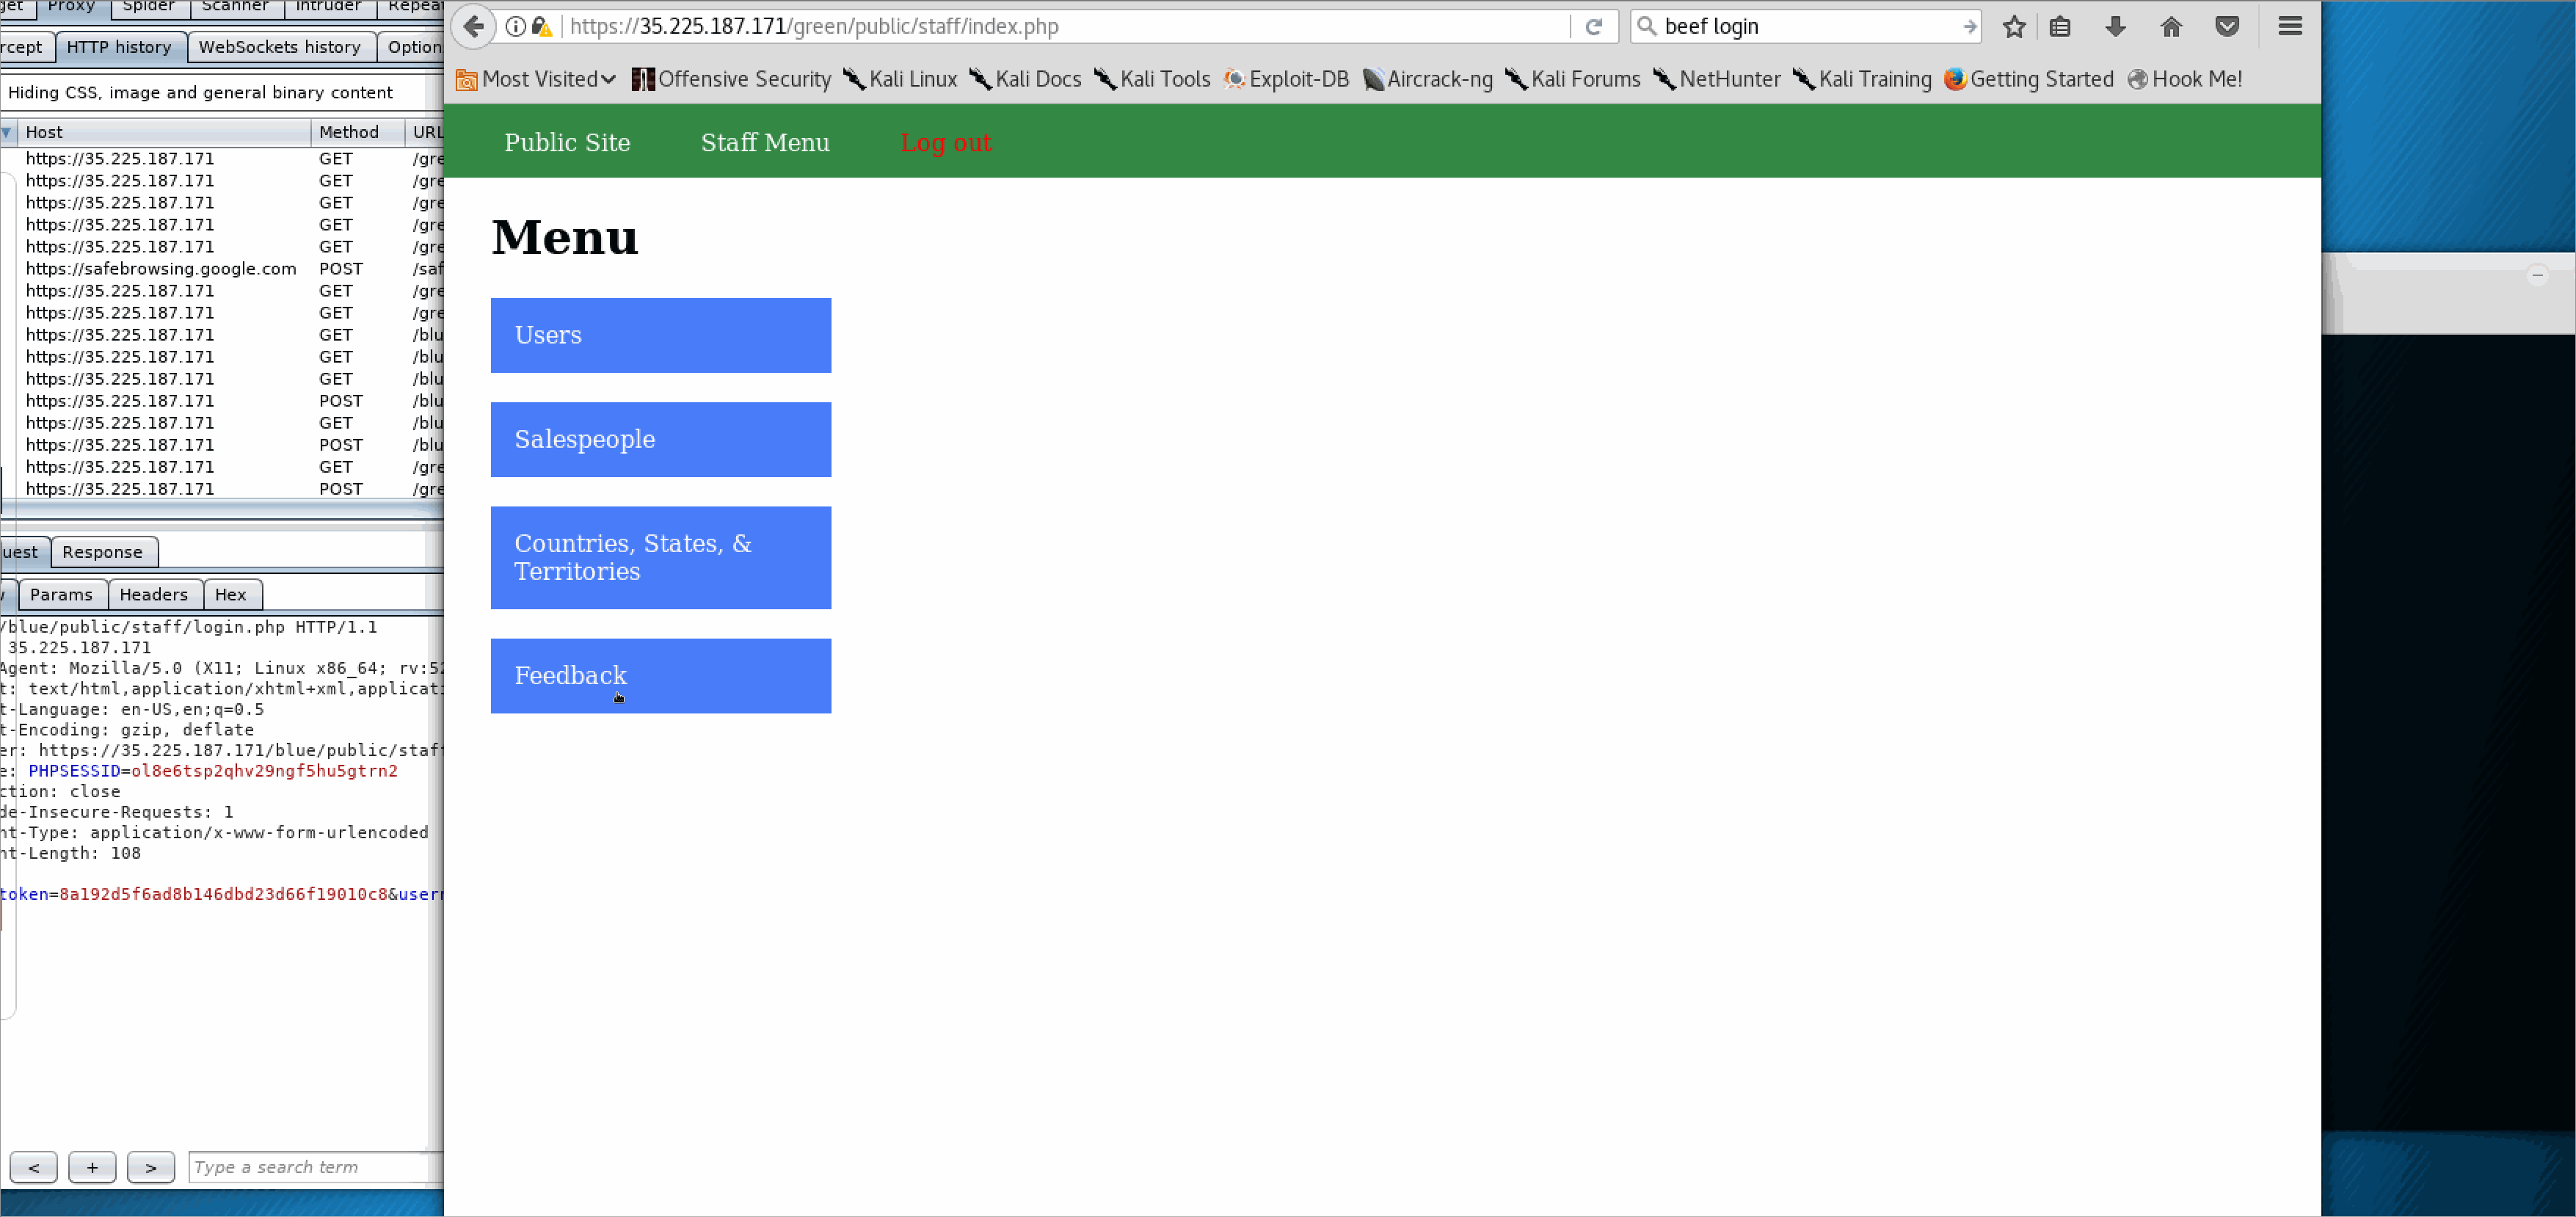 get Proxy Spider Scanner Intruder Repea
rcept HTTP history WebSockets history Option
Hiding CSS, image and general binary content
Host Method URL
https://35.225.187.171 GET /gre
https://35.225.187.171 GET /gre
https://35.225.187.171 GET /gre
https://35.225.187.171 GET /gre
https://35.225.187.171 GET /gre
https://safebrowsing.google.com POST /saf
https://35.225.187.171 GET /gre
https://35.225.187.171 GET /gre
https://35.225.187.171 GET /blu
https://35.225.187.171 GET /blu
https://35.225.187.171 GET /blu
https://35.225.187.171 POST /blu
https://35.225.187.171 GET /blu
https://35.225.187.171 POST /blu
https://35.225.187.171 GET /gre
https://35.225.187.171 POST /gre
uest Response
Params Headers Hex
/blue/public/staff/login.php HTTP/1.1
35.225.187.171
Agent: Mozilla/5.0 (X11; Linux x86_64; rv:52
t: text/html,application/xhtml+xml,applicati
t-Language: en-US,en;q=0.5
t-Encoding: gzip, deflate
er: https://35.225.187.171/blue/public/staff
e: PHPSESSID=ol8e6tsp2qhv29ngf5hu5gtrn2
ction: close
de-Insecure-Requests: 1
nt-Type: application/x-www-form-urlencoded
nt-Length: 108
token=8a192d5f6ad8b146dbd23d66f19010c8&usern
< + > Type a search term
https://35.225.187.171/green/public/staff/index.php beef login
Most Visited Offensive Security Kali Linux Kali Docs Kali Tools Exploit-DB Aircrack-ng Kali Forums NetHunter Kali Training Getting Started Hook Me!
Public Site Staff Menu Log out
Menu
Users
Salespeople
Countries, States, &
Territories
Feedback